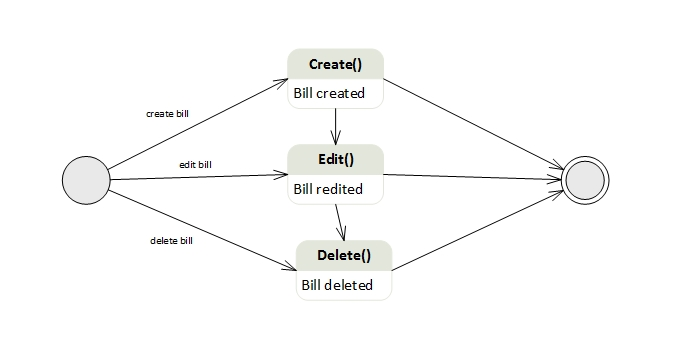 Create()
Bill created
create bill
edit bill
Edit()
Bill redited
delete bill
Delete()
Bill deleted